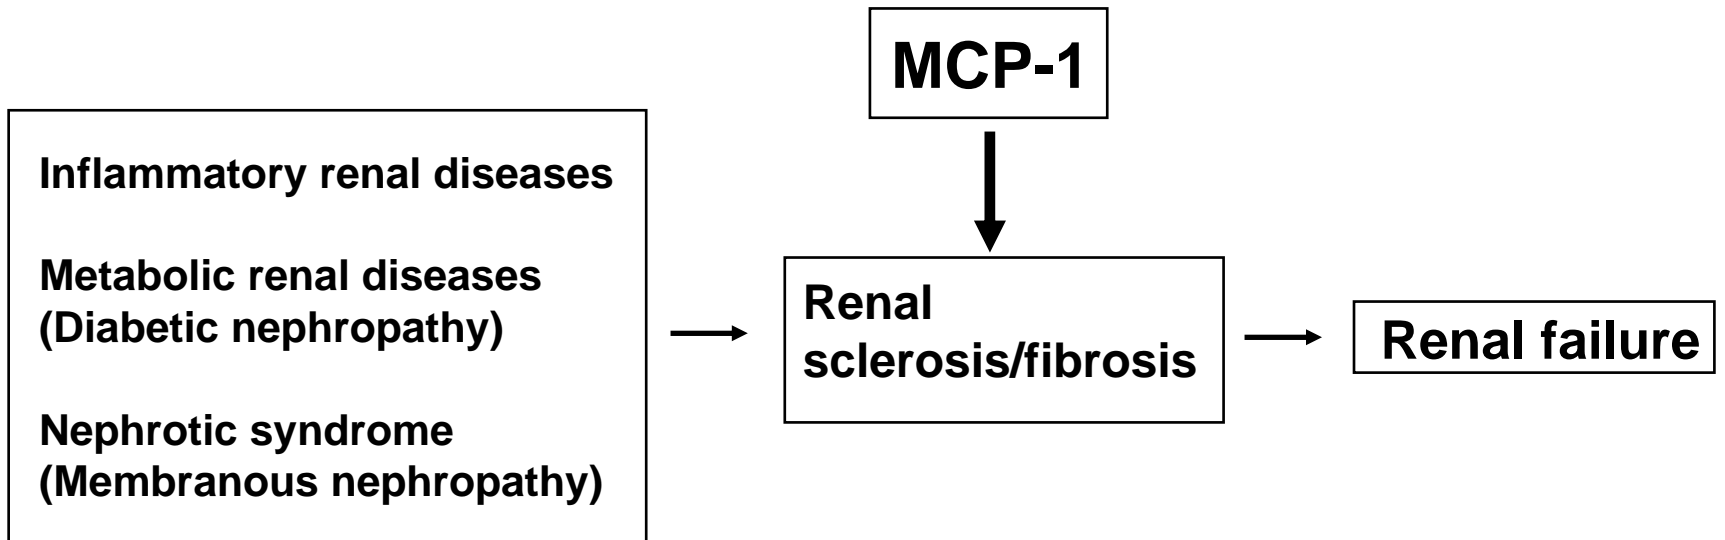 MCP-1
Inflammatory renal diseases
Metabolic renal diseases
(Diabetic nephropathy)
Nephrotic syndrome
(Membranous nephropathy)
Renal
sclerosis/fibrosis
Renal failure